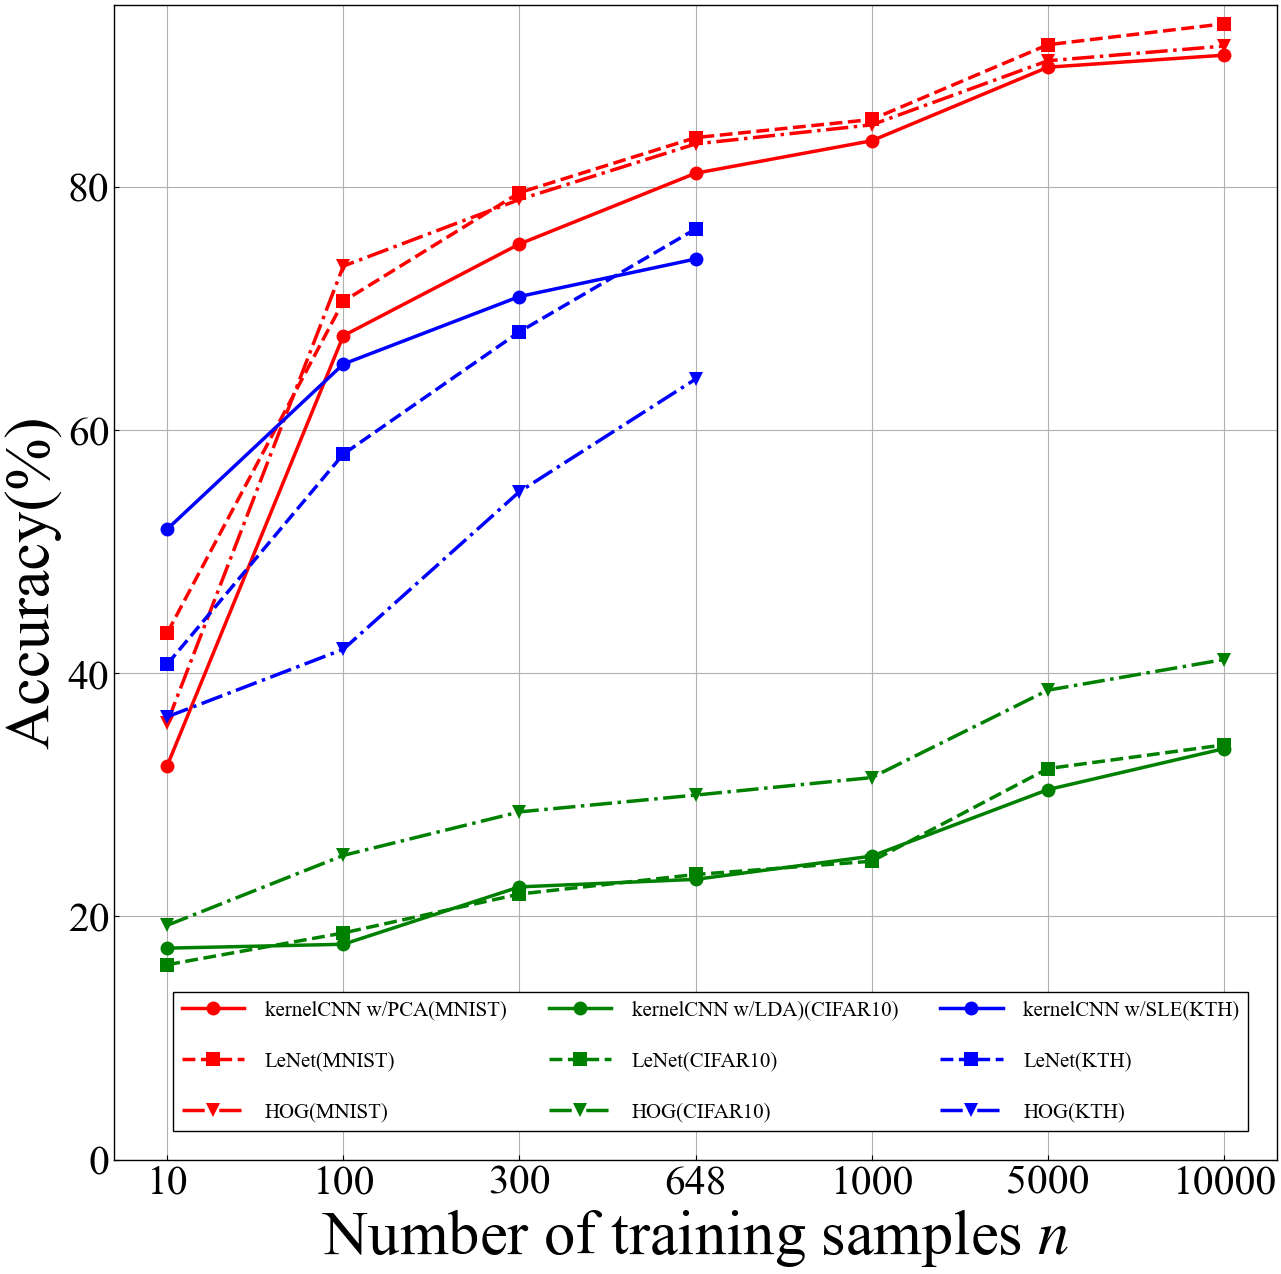 Accuracy(%)
80
60
40
20
0
kernelCNN w/PCA(MNIST)
LeNet(MNIST)
HOG(MNIST)
kernelCNN w/LDA)(CIFAR10)
LeNet(CIFAR10)
HOG(CIFAR10)
kernelCNN w/SLE(KTH)
LeNet(KTH)
HOG(KTH)
10 100 300 648 1000 5000 10000
Number of training samples n